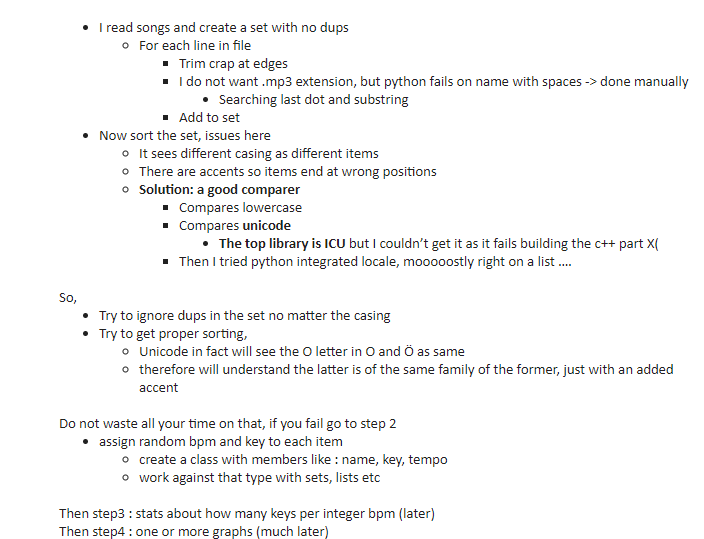 I read songs and create a set with no dups
For each line in file
Trim crap at edges
I do not want .mp3 extension, but python fails on name with spaces -> done manually
Searching last dot and substring
Add to set
Now sort the set, issues here
It sees different casing as different items
There are accents so items end at wrong positions
Solution: a good comparer
Compares lowercase
Compares unicode
The top library is ICU but I couldn't get it as it fails building the c++ part X(
Then I tried python integrated locale, mooooostly right on a list ....
So,
Try to ignore dups in the set no matter the casing
Try to get proper sorting,
Unicode in fact will see the O letter in O and Ö as same
therefore will understand the latter is of the same family of the former, just with an added
accent
Do not waste all your time on that, if you fail go to step 2
assign random bpm and key to each item
create a class with members like : name, key, tempo
work against that type with sets, lists etc
Then step3 : stats about how many keys per integer bpm (later)
Then step4 : one or more graphs (much later)